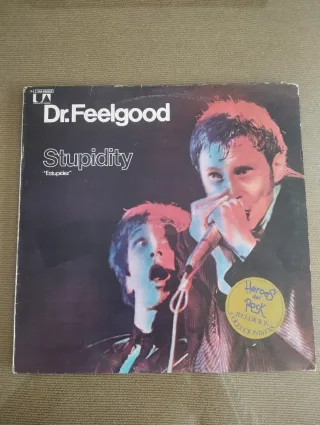 UA
Dr. Feelgood
Stupidity
"Estupidez"
Heroes
del
Rock